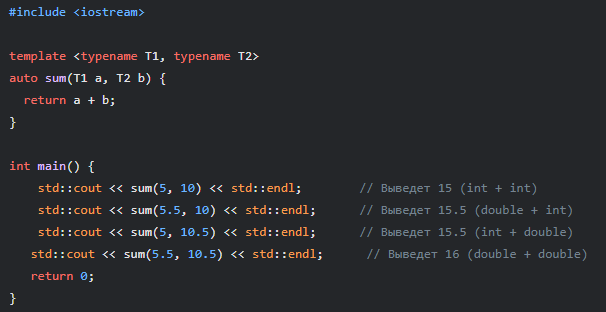 #include <iostream>
template <typename T1, typename T2>
auto sum(T1 a, T2 b) {
return a + b;
}
int main() {
std::cout << sum(5, 10) << std::endl; // Выведет 15 (int + int)
std::cout << sum(5.5, 10) << std::endl; // Выведет 15.5 (double + int)
std::cout << sum(5, 10.5) << std::endl; // Выведет 15.5 (int + double)
std::cout << sum(5.5, 10.5) << std::endl; // Выведет 16 (double + double)
return 0;
}